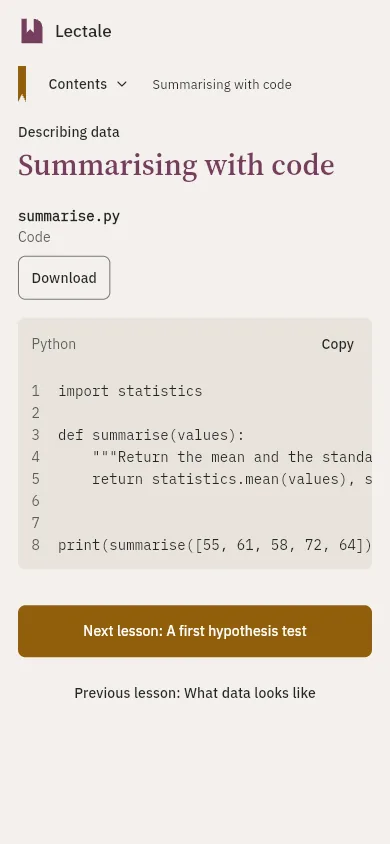 Lectale
Contents Summarising with code
Describing data
Summarising with code
summarise.py
Code
Download
Python Copy
1 import statistics
2
3 def summarise(values):
4     """Return the mean and the standa
5     return statistics.mean(values), s
6
7
8 print(summarise([55, 61, 58, 72, 64])
Next lesson: A first hypothesis test
Previous lesson: What data looks like